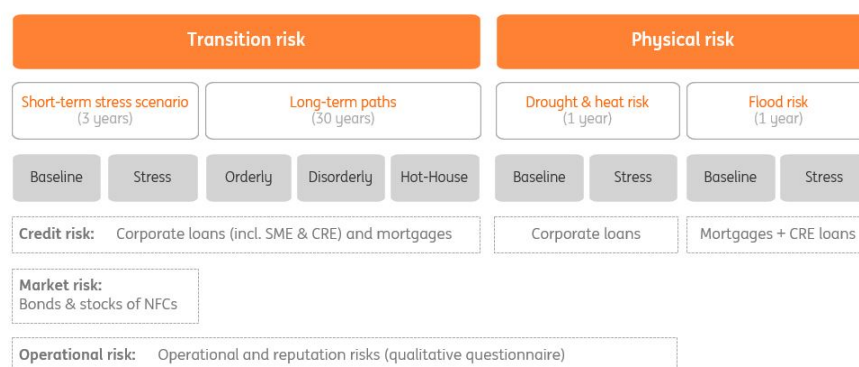 Transition risk
Physical risk
Short-term stress scenario
(3 years)
Long-term paths
(30 years)
Drought & heat risk
(1 year)
Flood risk
(1 year)
Baseline
Stress
Orderly
Disorderly
Hot-House
Baseline
Stress
Baseline
Stress
Credit risk: Corporate loans (incl. SME & CRE) and mortgages
Corporate loans
Mortgages + CRE loans
Market risk:
Bonds & stocks of NFCs
Operational risk: Operational and reputation risks (qualitative questionnaire)